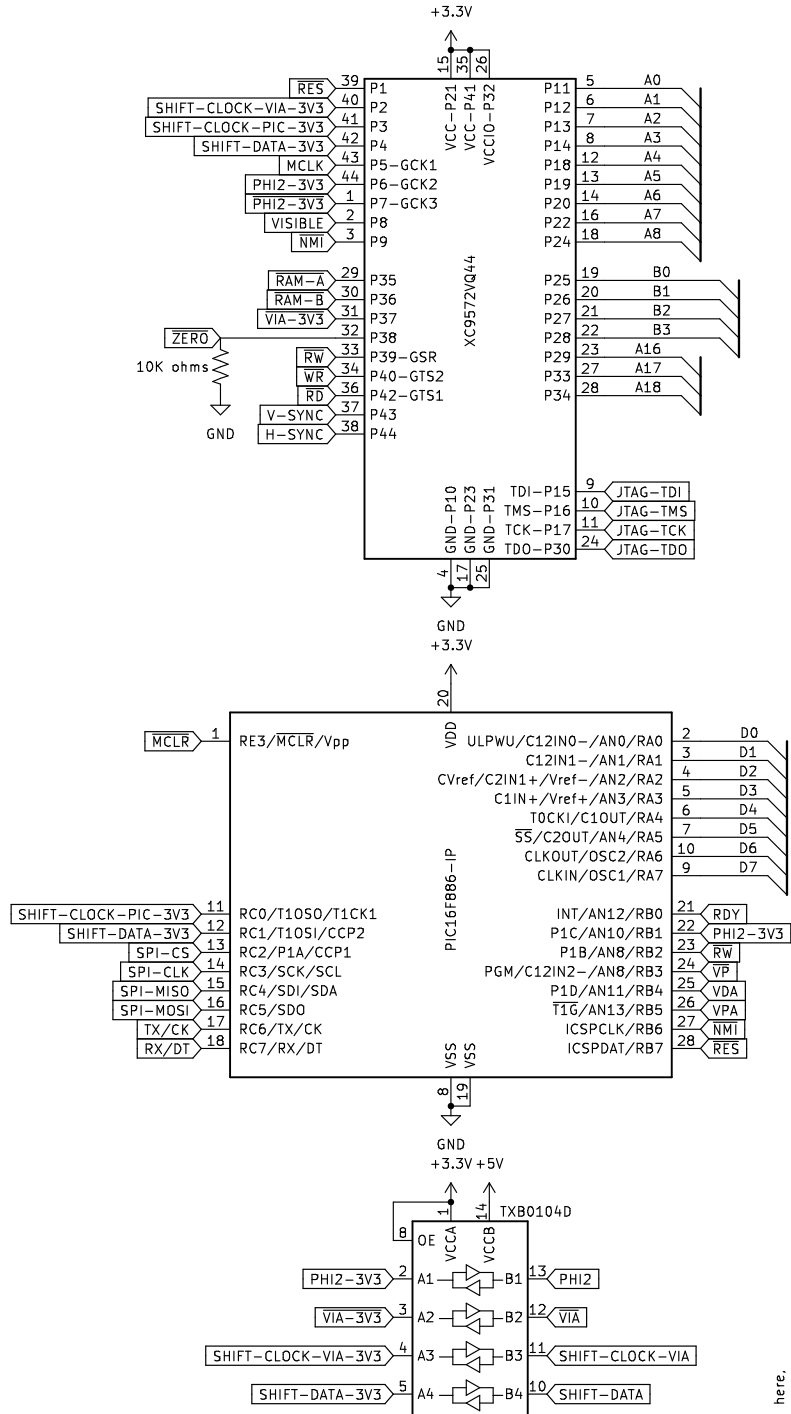 +3.3V
15 35 26
VCC-P21 VCC-P41 VCCIO-P32
RES 39 P1
SHIFT-CLOCK-VIA-3V3 40 P2
SHIFT-CLOCK-PIC-3V3 41 P3
SHIFT-DATA-3V3 42 P4
MCLK 43 P5-GCK1
PHI2-3V3 44 P6-GCK2
PHI2-3V3 1 P7-GCK3
VISIBLE 2 P8
NMI 3 P9
RAM-A 29 P35
RAM-B 30 P36
VIA-3V3 31 P37
ZERO 32 P38
10K ohms
GND
RW 33 P39-GSR
WR 34 P40-GTS2
RD 36 P42-GTS1
V-SYNC 37 P43
H-SYNC 38 P44
XC9572VQ44
P11 5 A0
P12 6 A1
P13 7 A2
P14 8 A3
P18 12 A4
P19 13 A5
P20 14 A6
P22 16 A7
P24 18 A8
P25 19 B0
P26 20 B1
P27 21 B2
P28 22 B3
P29 23 A16
P33 27 A17
P34 28 A18
TDI-P15 9 JTAG-TDI
TMS-P16 10 JTAG-TMS
TCK-P17 11 JTAG-TCK
TDO-P30 24 JTAG-TDO
GND-P10 GND-P23 GND-P31
4 17 25
GND
+3.3V
20
VDD
MCLR 1 RE3/MCLR/Vpp
PIC16F886-IP
ULPWU/C12IN0-/AN0/RA0 2 D0
C12IN1-/AN1/RA1 3 D1
CVref/C2IN1+/Vref-/AN2/RA2 4 D2
C1IN+/Vref+/AN3/RA3 5 D3
T0CKI/C1OUT/RA4 6 D4
SS/C2OUT/AN4/RA5 7 D5
CLKOUT/OSC2/RA6 10 D6
CLKIN/OSC1/RA7 9 D7
SHIFT-CLOCK-PIC-3V3 11 RC0/T1OSO/T1CK1
SHIFT-DATA-3V3 12 RC1/T1OSI/CCP2
SPI-CS 13 RC2/P1A/CCP1
SPI-CLK 14 RC3/SCK/SCL
SPI-MISO 15 RC4/SDI/SDA
SPI-MOSI 16 RC5/SDO
TX/CK 17 RC6/TX/CK
RX/DT 18 RC7/RX/DT
INT/AN12/RB0 21 RDY
P1C/AN10/RB1 22 PHI2-3V3
P1B/AN8/RB2 23 RW
PGM/C12IN2-/AN8/RB3 24 VP
P1D/AN11/RB4 25 VDA
T1G/AN13/RB5 26 VPA
ICSPCLK/RB6 27 NMI
ICSPDAT/RB7 28 RES
VSS VSS
8 19
GND
+3.3V +5V
1 14 TXB0104D
8 OE VCCA VCCB
PHI2-3V3 2 A1 B1 13 PHI2
VIA-3V3 3 A2 B2 12 VIA
SHIFT-CLOCK-VIA-3V3 4 A3 B3 11 SHIFT-CLOCK-VIA
SHIFT-DATA-3V3 5 A4 B4 10 SHIFT-DATA
here,